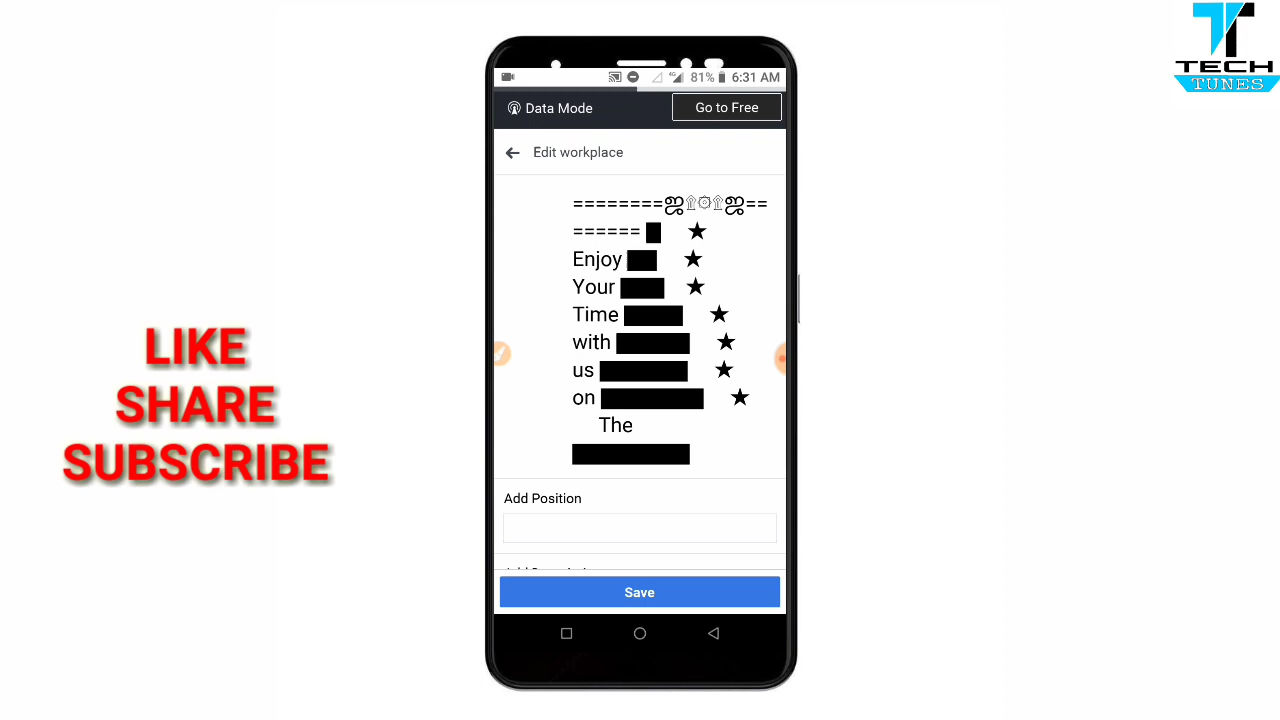 TECH
TUNES
81% 6:31 AM
Data Mode
Go to Free
Edit workplace
========ஜ۩۞۩ஜ==
====== █ ★
Enjoy ██ ★
Your ███ ★
Time ████ ★
with █████ ★
us ██████ ★
on ███████ ★
The
████████
Add Position
Save
LIKE
SHARE
SUBSCRIBE